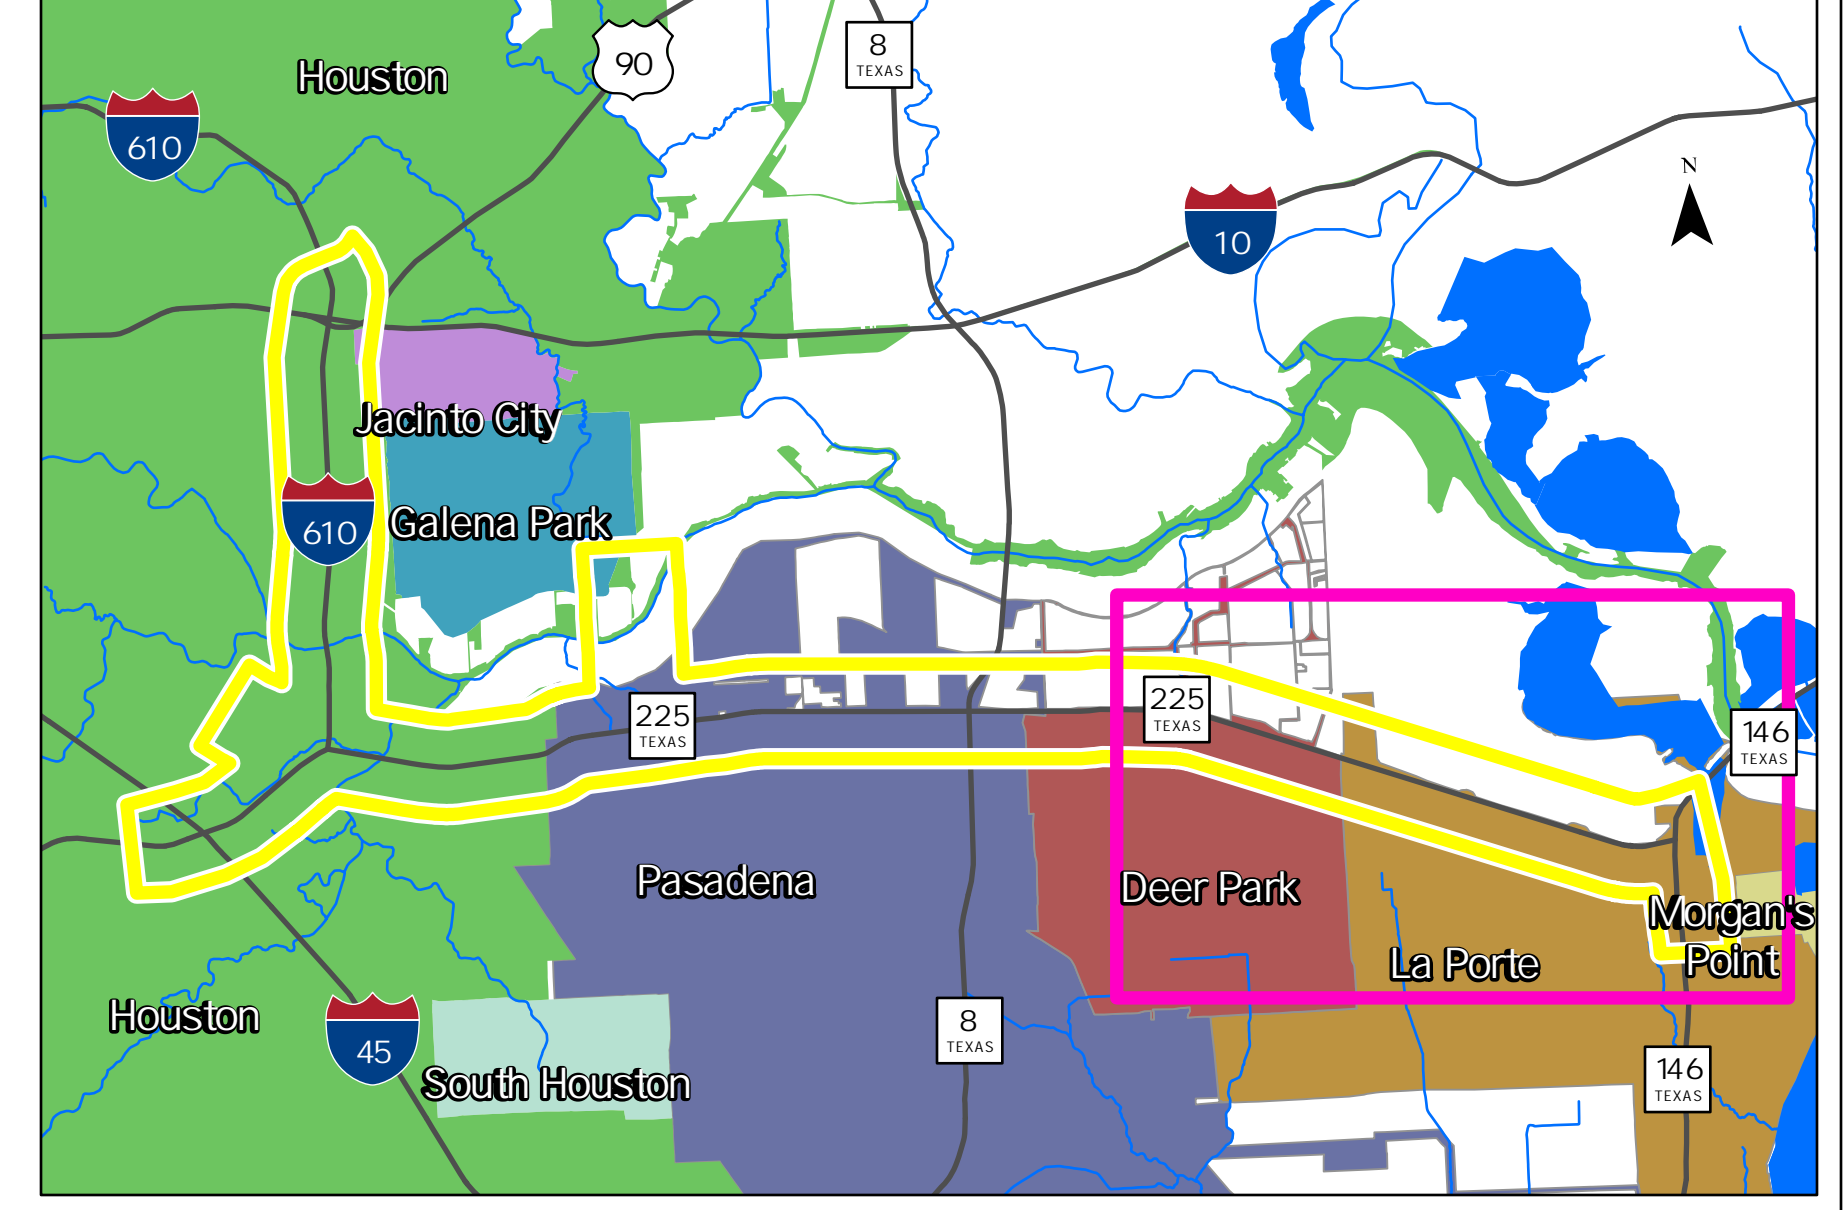 Houston
90
8
TEXAS
610
N
10
Jacinto City
610
Galena Park
225
TEXAS
225
TEXAS
146
TEXAS
Pasadena
Deer Park
Morgan's
Point
La Porte
Houston
45
8
TEXAS
South Houston
146
TEXAS